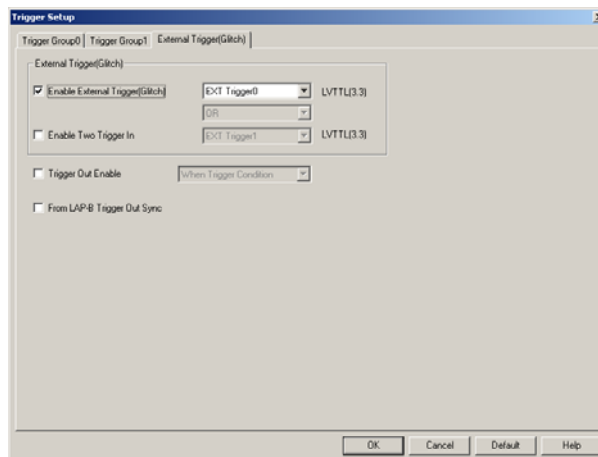 Trigger Setup
Trigger Group0 Trigger Group1 External Trigger(Glitch)
External Trigger(Glitch)
Enable External Trigger(Glitch) EXT Trigger0 LVTTL(3.3)
OR
Enable Two Trigger In EXT Trigger1 LVTTL(3.3)
Trigger Out Enable When Trigger Condition
From LAP-B Trigger Out Sync
OK Cancel Default Help